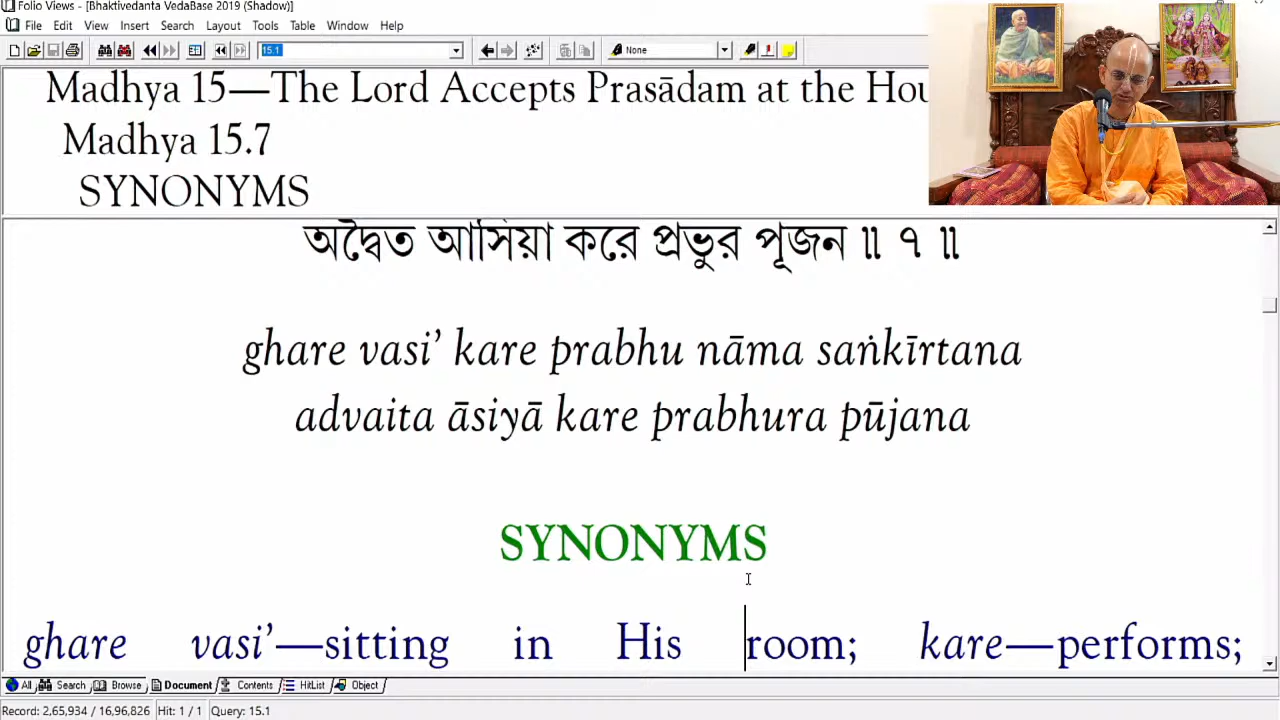 Folio Views - [Bhaktivedanta VedaBase 2019 (Shadow)]
File Edit View Insert Search Layout Tools Table Window Help
15.1 None
Madhya 15—The Lord Accepts Prasādam at the Hou
Madhya 15.7
SYNONYMS
অদ্বৈত আসিয়া করে প্রভুর পূজন ॥ ৭ ॥
ghare vasi’ kare prabhu nāma saṅkīrtana
advaita āsiyā kare prabhura pūjana
SYNONYMS
ghare vasi’—sitting in His room; kare—performs;
All Search Browse Document Contents HitList Object
Record: 2,65,934 / 16,96,826 Hit: 1 / 1 Query: 15.1